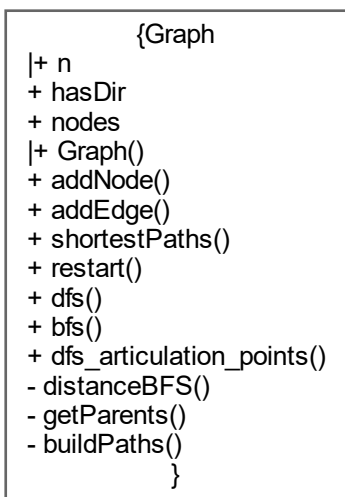 {Graph
|+ n
+ hasDir
+ nodes
|+ Graph()
+ addNode()
+ addEdge()
+ shortestPaths()
+ restart()
+ dfs()
+ bfs()
+ dfs_articulation_points()
- distanceBFS()
- getParents()
- buildPaths()
}